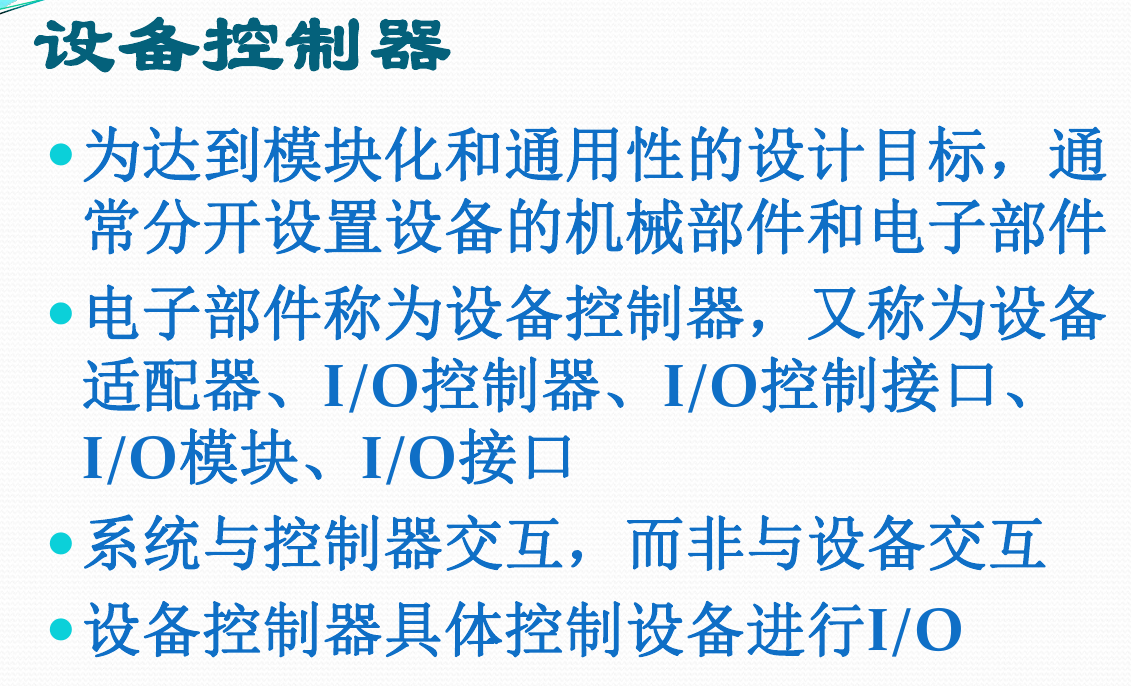 设备控制器
•为达到模块化和通用性的设计目标，通
常分开设置设备的机械部件和电子部件
•电子部件称为设备控制器，又称为设备
适配器、I/O控制器、I/O控制接口、
I/O模块、I/O接口
•系统与控制器交互，而非与设备交互
•设备控制器具体控制设备进行I/O